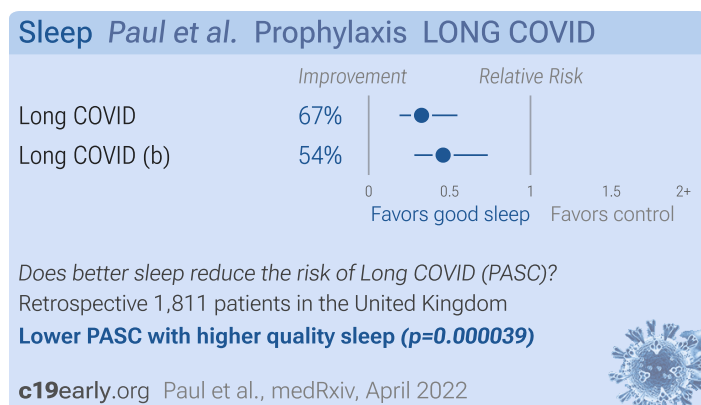 Sleep Paul et al. Prophylaxis LONG COVID
Improvement Relative Risk
Long COVID 67%
Long COVID (b) 54%
0 0.5 1 1.5 2+
Favors good sleep Favors control
Does better sleep reduce the risk of Long COVID (PASC)?
Retrospective 1,811 patients in the United Kingdom
Lower PASC with higher quality sleep (p=0.000039)
c19early.org Paul et al., medRxiv, April 2022